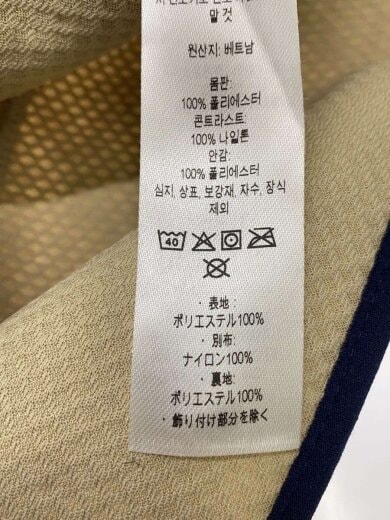 말 것
원산지: 베트남
몸판:
100% 폴리에스터
콘트라스트:
100% 나일론
안감:
100% 폴리에스터
심지, 상표, 보강재, 자수, 장식
제외
40
・表地:
ポリエステル100%
・別布:
ナイロン100%
・裏地:
ポリエステル100%
・飾り付け部分を除く